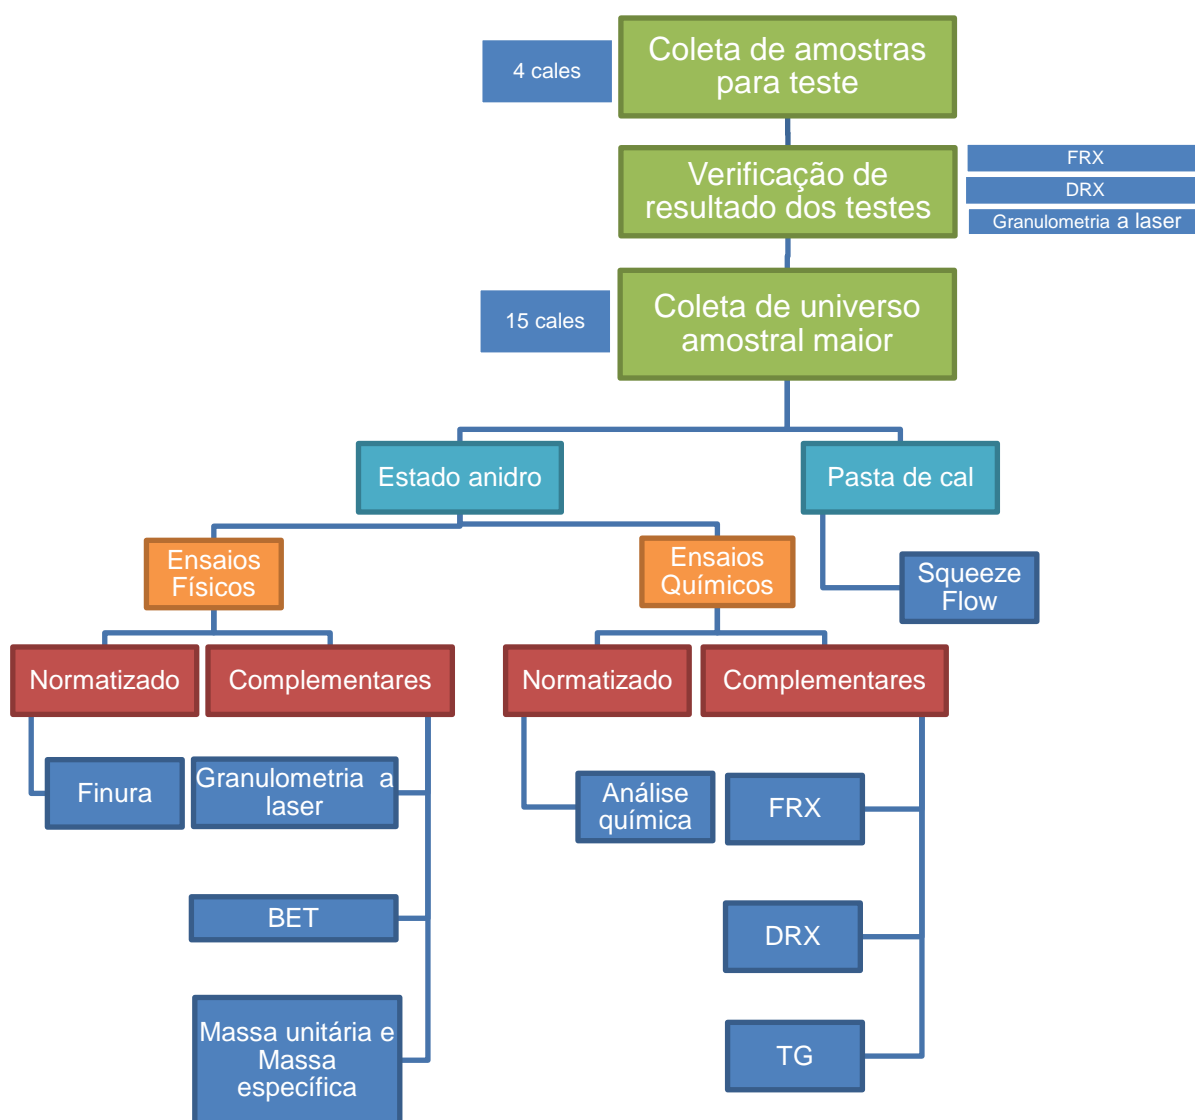 Coleta de amostras
para teste
4 cales
Verificação de
resultado dos testes
FRX
DRX
Granulometria a laser
Coleta de universo
amostral maior
15 cales
Estado anidro
Pasta de cal
Ensaios
Físicos
Ensaios
Químicos
Squeeze
Flow
Normatizado
Complementares
Normatizado
Complementares
Finura
Granulometria a
laser
Análise
química
FRX
BET
DRX
Massa unitária e
Massa
específica
TG